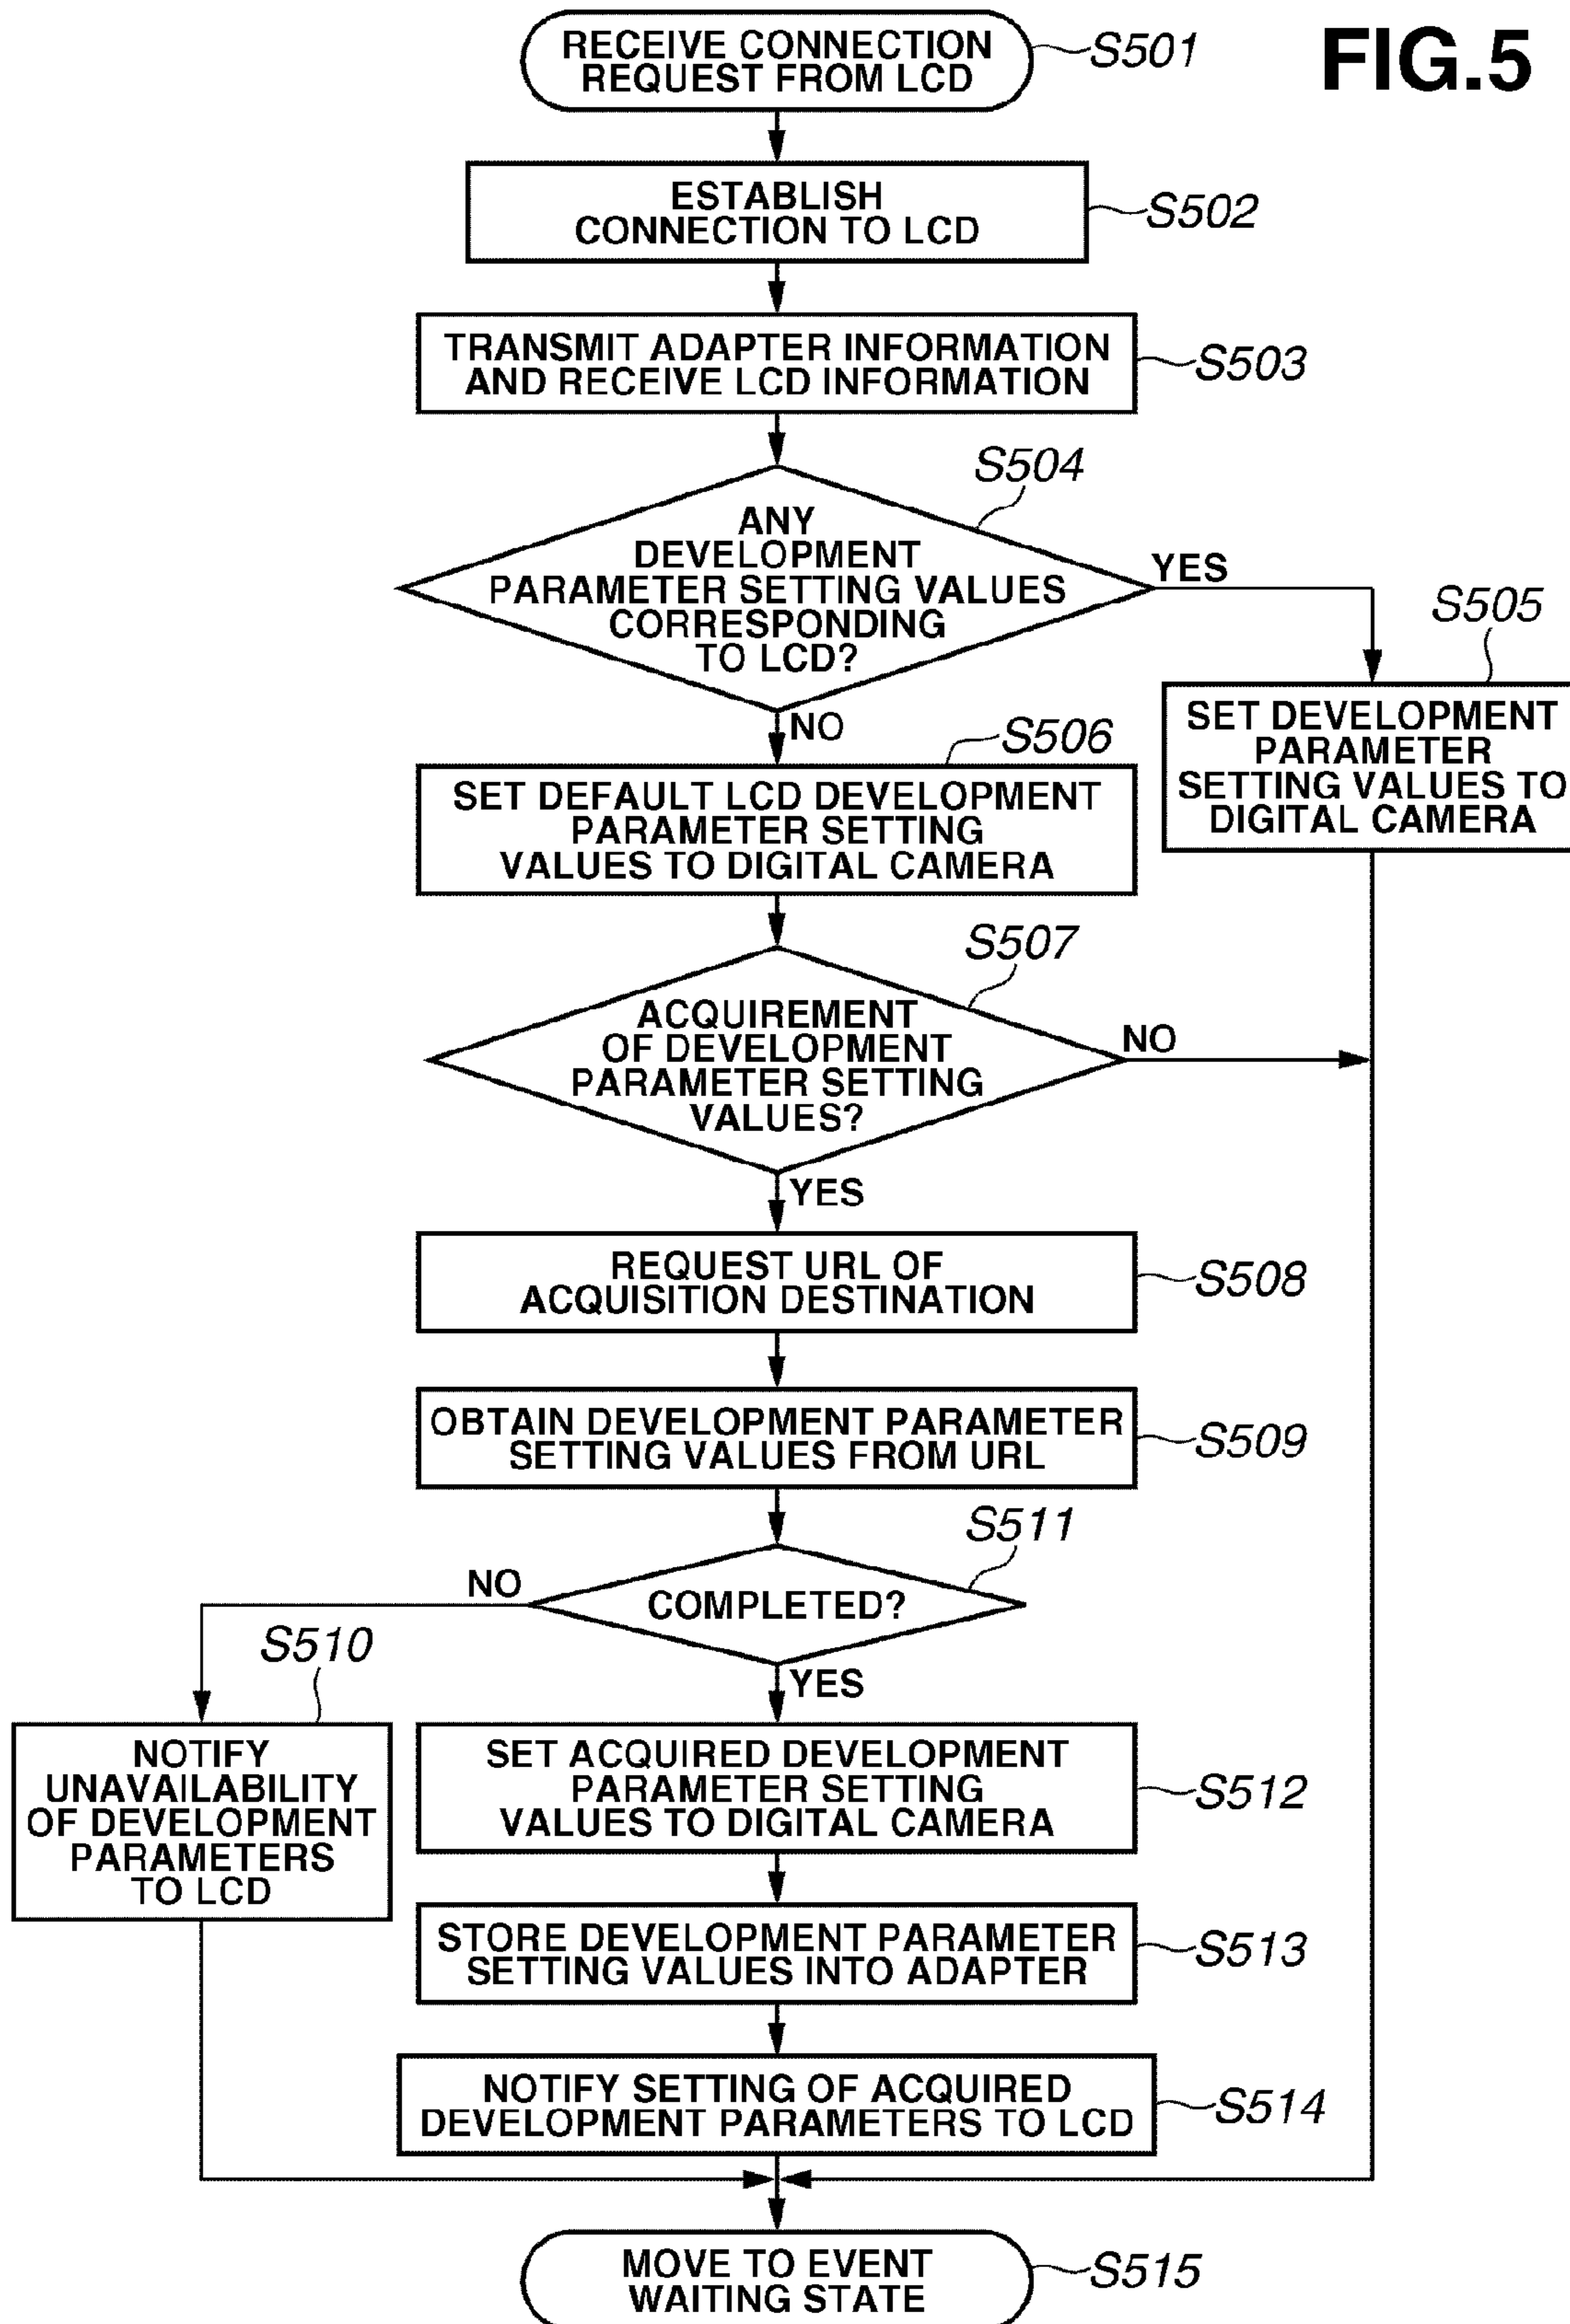 FIG.5
RECEIVE CONNECTION
REQUEST FROM LCD
S501
ESTABLISH
CONNECTION TO LCD
S502
TRANSMIT ADAPTER INFORMATION
AND RECEIVE LCD INFORMATION
S503
S504
ANY
DEVELOPMENT
PARAMETER SETTING VALUES
CORRESPONDING
TO LCD?
YES
S505
SET DEVELOPMENT
PARAMETER
SETTING VALUES TO
DIGITAL CAMERA
NO
S506
SET DEFAULT LCD DEVELOPMENT
PARAMETER SETTING
VALUES TO DIGITAL CAMERA
S507
ACQUIREMENT
OF DEVELOPMENT
PARAMETER SETTING
VALUES?
NO
YES
REQUEST URL OF
ACQUISITION DESTINATION
S508
OBTAIN DEVELOPMENT PARAMETER
SETTING VALUES FROM URL
S509
S511
COMPLETED?
NO
S510
NOTIFY
UNAVAILABILITY
OF DEVELOPMENT
PARAMETERS
TO LCD
YES
SET ACQUIRED DEVELOPMENT
PARAMETER SETTING
VALUES TO DIGITAL CAMERA
S512
STORE DEVELOPMENT PARAMETER
SETTING VALUES INTO ADAPTER
S513
NOTIFY SETTING OF ACQUIRED
DEVELOPMENT PARAMETERS TO LCD
S514
MOVE TO EVENT
WAITING STATE
S515